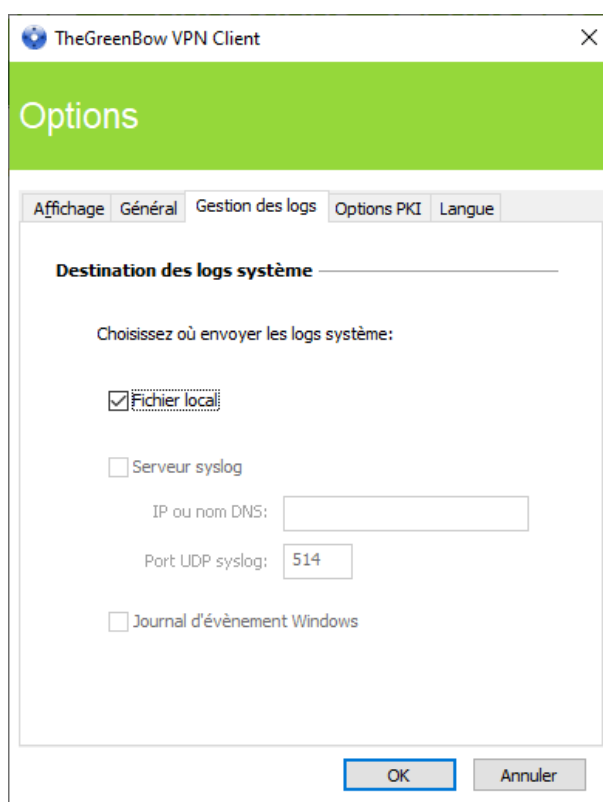 TheGreenBow VPN Client
Options
Affichage Général Gestion des logs Options PKI Langue
Destination des logs système
Choisissez où envoyer les logs système:
Fichier local
Serveur syslog
IP ou nom DNS:
Port UDP syslog: 514
Journal d'évènement Windows
OK Annuler